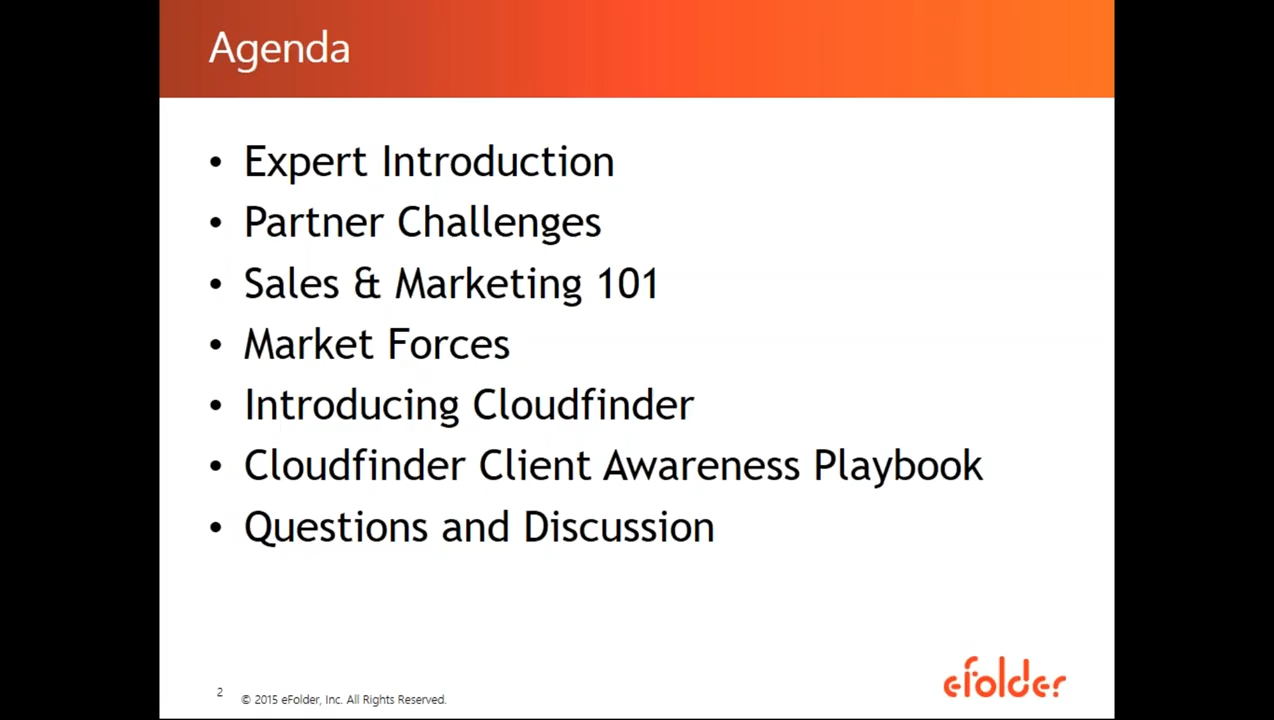 Agenda
• Expert Introduction
• Partner Challenges
• Sales & Marketing 101
• Market Forces
• Introducing Cloudfinder
• Cloudfinder Client Awareness Playbook
• Questions and Discussion
2
© 2015 eFolder, Inc. All Rights Reserved.
eFolder